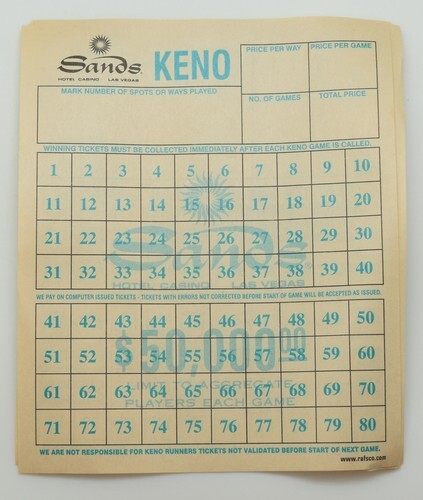 Sands KENO
HOTEL CASINO LAS VEGAS
PRICE PER WAY PRICE PER GAME
MARK NUMBER OF SPOTS OR WAYS PLAYED
NO. OF GAMES TOTAL PRICE
WINNING TICKETS MUST BE COLLECTED IMMEDIATELY AFTER EACH KENO GAME IS CALLED.
1 2 3 4 5 6 7 8 9 10
11 12 13 14 15 16 17 18 19 20
21 22 23 24 25 26 27 28 29 30
Sands
31 32 33 34 35 36 37 38 39 40
HOTEL CASINO LAS VEGAS
WE PAY ON COMPUTER ISSUED TICKETS - TICKETS WITH ERRORS NOT CORRECTED BEFORE START OF GAME WILL BE ACCEPTED AS ISSUED.
41 42 43 44 45 46 47 48 49 50
51 52 53 54 55 56 57 58 59 60
$50,000.00
61 62 63 64 65 66 67 68 69 70
LIMIT TO AGGREGATE
PLAYERS EACH GAME
71 72 73 74 75 76 77 78 79 80
WE ARE NOT RESPONSIBLE FOR KENO RUNNERS TICKETS NOT VALIDATED BEFORE START OF NEXT GAME.
www.rafsco.com